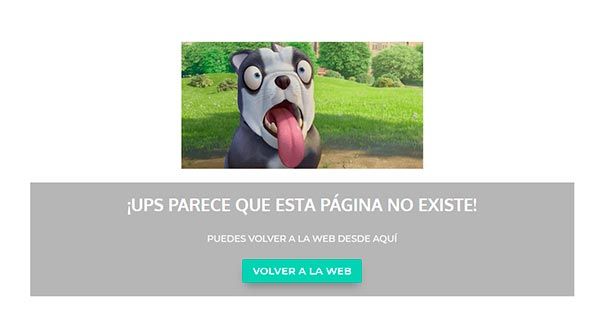 ¡UPS PARECE QUE ESTA PÁGINA NO EXISTE!
PUEDES VOLVER A LA WEB DESDE AQUÍ
VOLVER A LA WEB